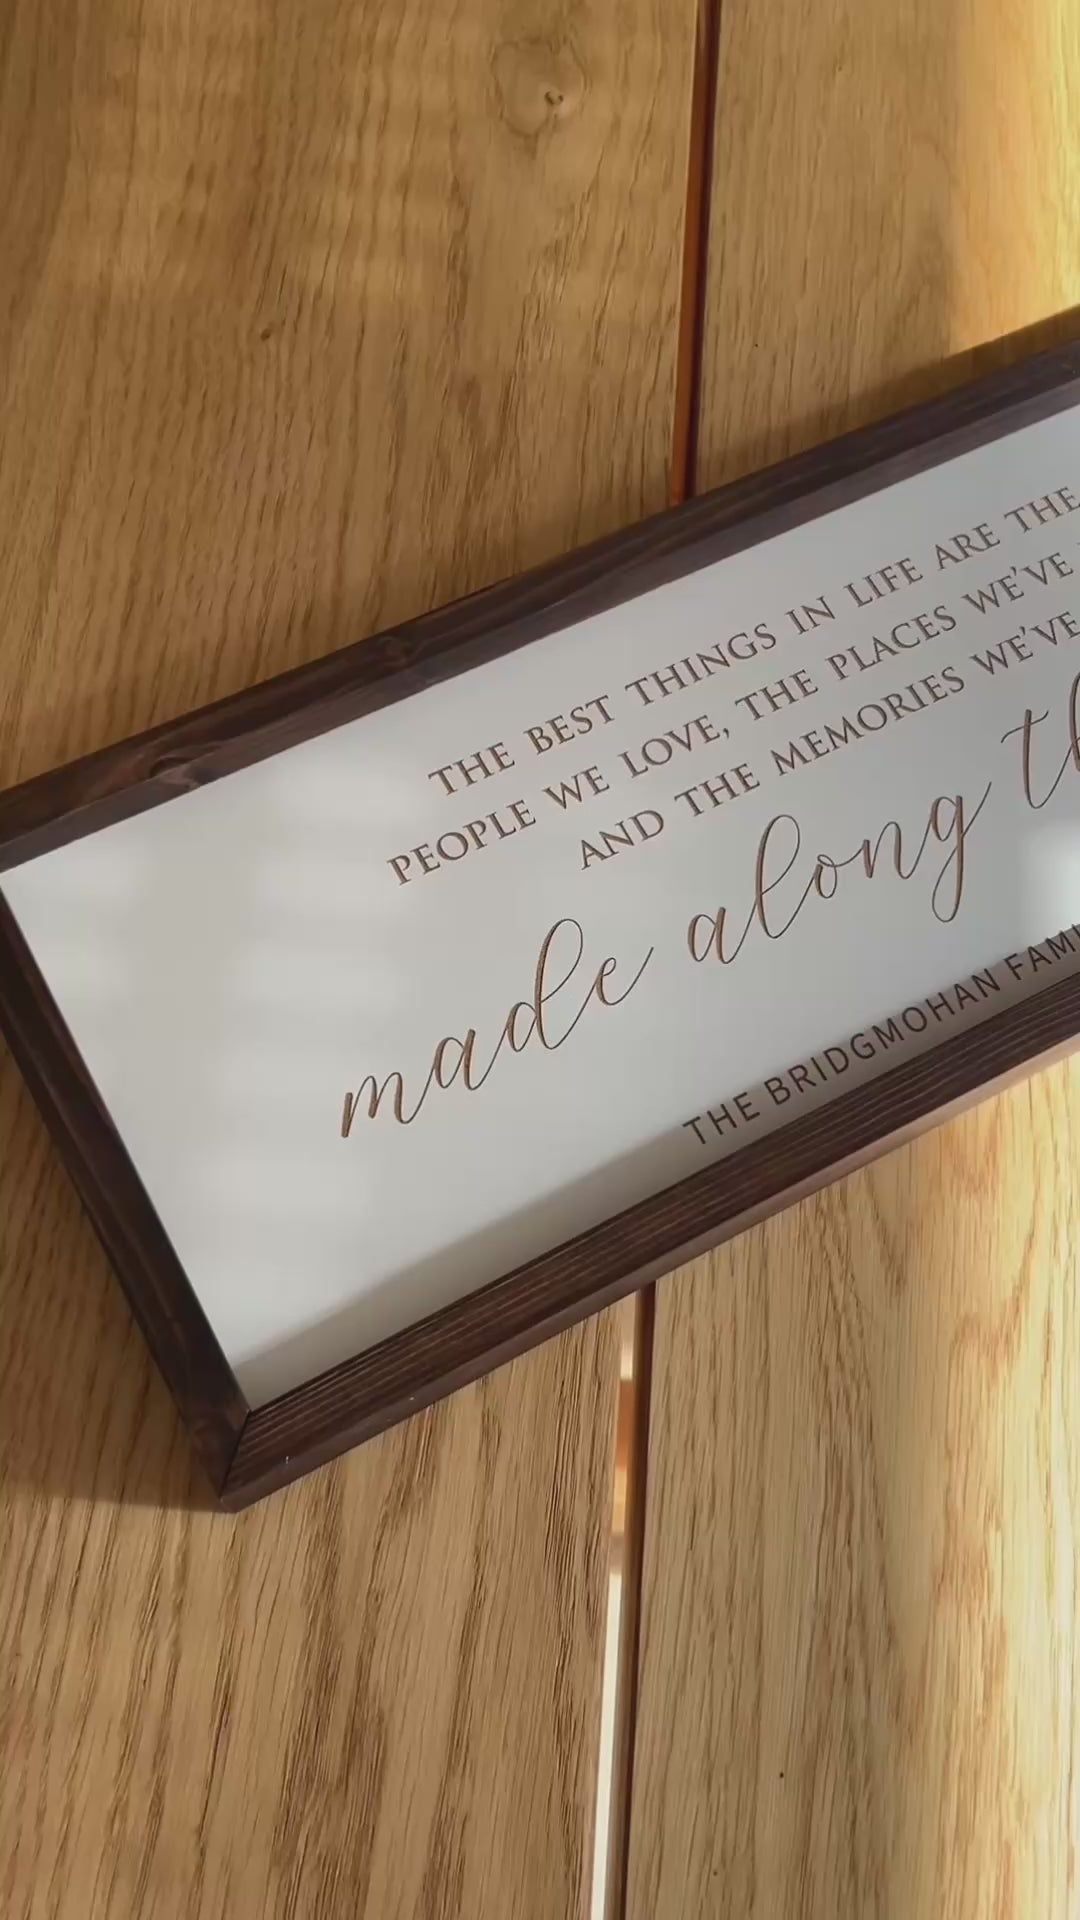 THE BEST THINGS IN LIFE ARE THE
PEOPLE WE LOVE, THE PLACES WE'VE
AND THE MEMORIES WE'VE
made along
THE BRIDGMOHAN